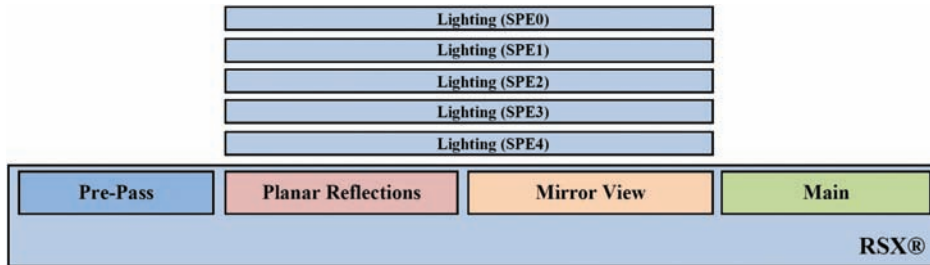 Lighting (SPE0)
Lighting (SPE1)
Lighting (SPE2)
Lighting (SPE3)
Lighting (SPE4)
Pre-Pass Planar Reflections Mirror View Main
RSX®